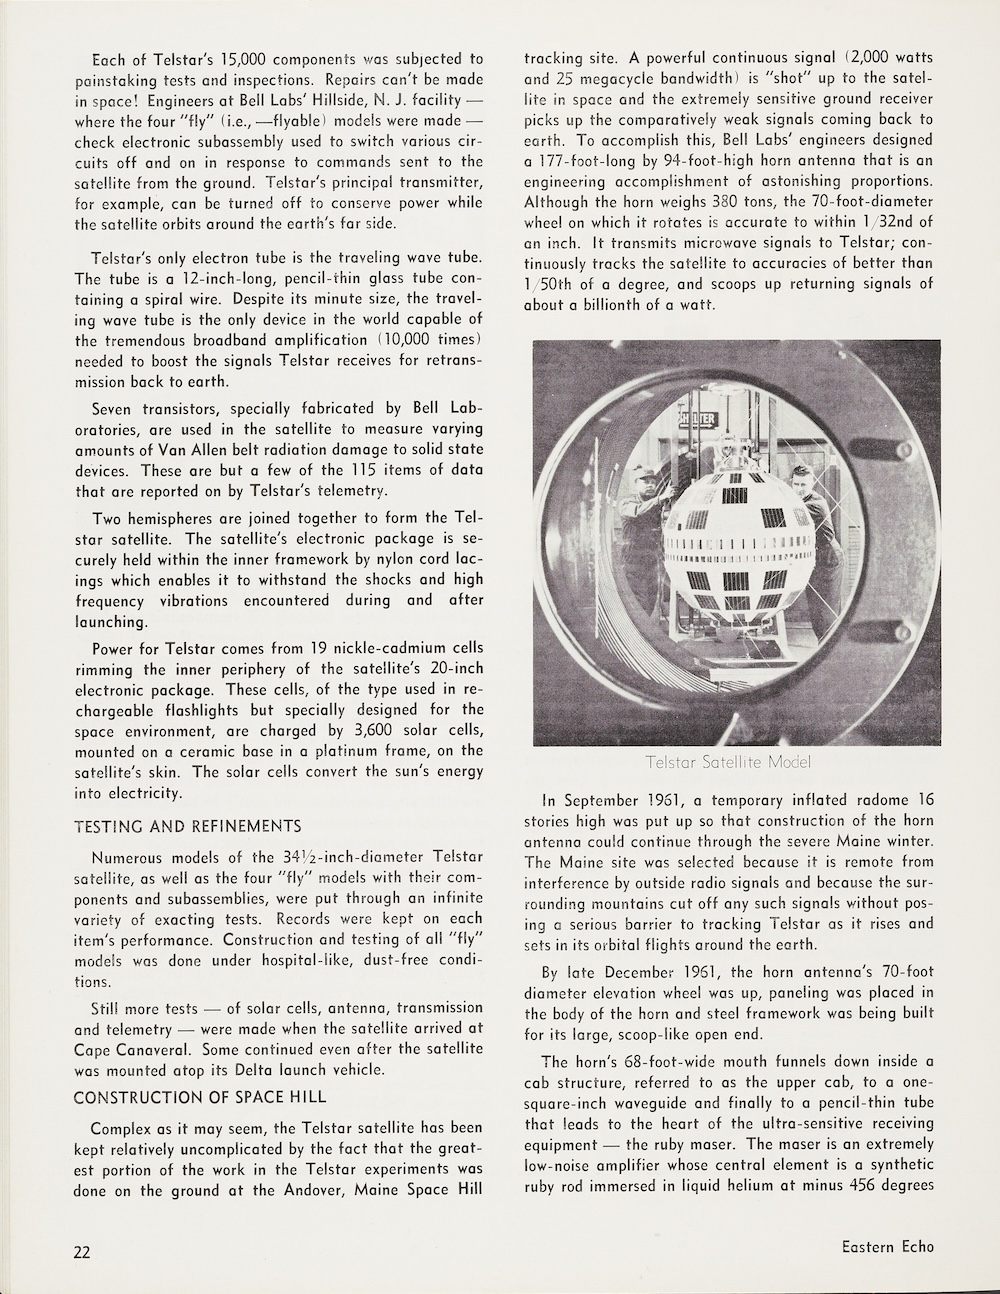 Each of Telstar's 15,000 components was subjected to
painstaking tests and inspections. Repairs can't be made
in space! Engineers at Bell Labs' Hillside, N. J. facility —
where the four "fly" (i.e., —flyable) models were made —
check electronic subassembly used to switch various cir-
cuits off and on in response to commands sent to the
satellite from the ground. Telstar's principal transmitter,
for example, can be turned off to conserve power while
the satellite orbits around the earth's far side.
Telstar's only electron tube is the traveling wave tube.
The tube is a 12-inch-long, pencil-thin glass tube con-
taining a spiral wire. Despite its minute size, the travel-
ing wave tube is the only device in the world capable of
the tremendous broadband amplification (10,000 times)
needed to boost the signals Telstar receives for retrans-
mission back to earth.
Seven transistors, specially fabricated by Bell Lab-
oratories, are used in the satellite to measure varying
amounts of Van Allen belt radiation damage to solid state
devices. These are but a few of the 115 items of data
that are reported on by Telstar's telemetry.
Two hemispheres are joined together to form the Tel-
star satellite. The satellite's electronic package is se-
curely held within the inner framework by nylon cord lac-
ings which enables it to withstand the shocks and high
frequency vibrations encountered during and after
launching.
Power for Telstar comes from 19 nickle-cadmium cells
rimming the inner periphery of the satellite's 20-inch
electronic package. These cells, of the type used in re-
chargeable flashlights but specially designed for the
space environment, are charged by 3,600 solar cells,
mounted on a ceramic base in a platinum frame, on the
satellite's skin. The solar cells convert the sun's energy
into electricity.
TESTING AND REFINEMENTS
Numerous models of the 34½-inch-diameter Telstar
satellite, as well as the four "fly" models with their com-
ponents and subassemblies, were put through an infinite
variety of exacting tests. Records were kept on each
item's performance. Construction and testing of all "fly"
models was done under hospital-like, dust-free condi-
tions.
Still more tests — of solar cells, antenna, transmission
and telemetry — were made when the satellite arrived at
Cape Canaveral. Some continued even after the satellite
was mounted atop its Delta launch vehicle.
CONSTRUCTION OF SPACE HILL
Complex as it may seem, the Telstar satellite has been
kept relatively uncomplicated by the fact that the great-
est portion of the work in the Telstar experiments was
done on the ground at the Andover, Maine Space Hill
tracking site. A powerful continuous signal (2,000 watts
and 25 megacycle bandwidth) is "shot" up to the satel-
lite in space and the extremely sensitive ground receiver
picks up the comparatively weak signals coming back to
earth. To accomplish this, Bell Labs' engineers designed
a 177-foot-long by 94-foot-high horn antenna that is an
engineering accomplishment of astonishing proportions.
Although the horn weighs 380 tons, the 70-foot-diameter
wheel on which it rotates is accurate to within 1/32nd of
an inch. It transmits microwave signals to Telstar; con-
tinuously tracks the satellite to accuracies of better than
1/50th of a degree, and scoops up returning signals of
about a billionth of a watt.
SHELTER
Telstar Satellite Model
In September 1961, a temporary inflated radome 16
stories high was put up so that construction of the horn
antenna could continue through the severe Maine winter.
The Maine site was selected because it is remote from
interference by outside radio signals and because the sur-
rounding mountains cut off any such signals without pos-
ing a serious barrier to tracking Telstar as it rises and
sets in its orbital flights around the earth.
By late December 1961, the horn antenna's 70-foot
diameter elevation wheel was up, paneling was placed in
the body of the horn and steel framework was being built
for its large, scoop-like open end.
The horn's 68-foot-wide mouth funnels down inside a
cab structure, referred to as the upper cab, to a one-
square-inch waveguide and finally to a pencil-thin tube
that leads to the heart of the ultra-sensitive receiving
equipment — the ruby maser. The maser is an extremely
low-noise amplifier whose central element is a synthetic
ruby rod immersed in liquid helium at minus 456 degrees
22
Eastern Echo